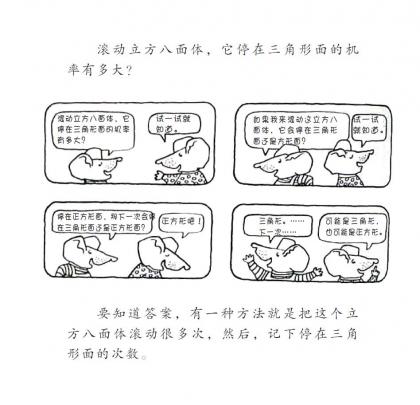 滚动立方八面体，它停在三角形面的机
率有多大？
滚动立方八面体，它
停在三角形面的机率
有多大？
试一试就
知道。
如果我来滚动这立方八
面体，它会停在三角形
面还是正方形面？
试一试
就知道。
停在正方形面，那下一次会停
在三角形面还是正方形面？
正方形吧！
三角形。……
下一次……
可能是三角形，
也可能是正方形。
要知道答案，有一种方法就是把这个立
方八面体滚动很多次，然后，记下停在三角
形面的次数。